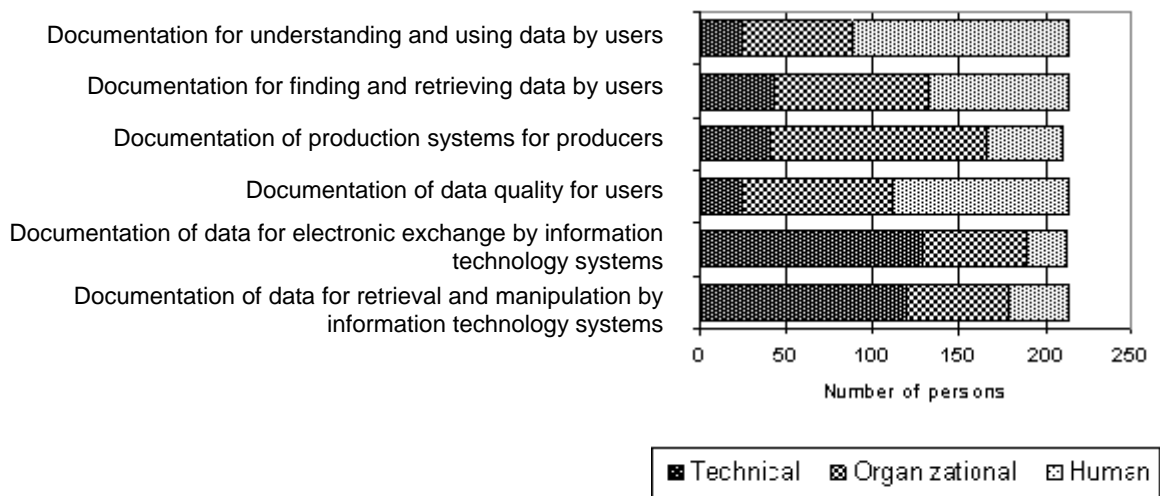 Documentation for understanding and using data by users
Documentation for finding and retrieving data by users
Documentation of production systems for producers
Documentation of data quality for users
Documentation of data for electronic exchange by information
technology systems
Documentation of data for retrieval and manipulation by
information technology systems
0 50 100 150 200 250
Number of persons
Technical Organ zational Human